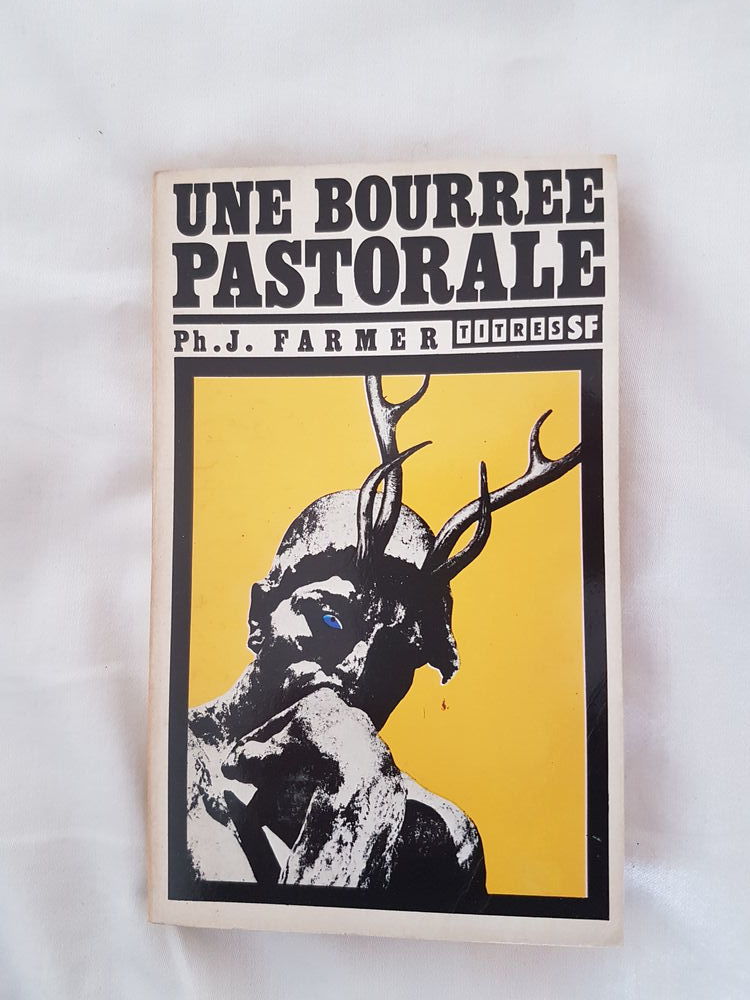 UNE BOURREE
PASTORALE
Ph.J. FARMER TITRES SF